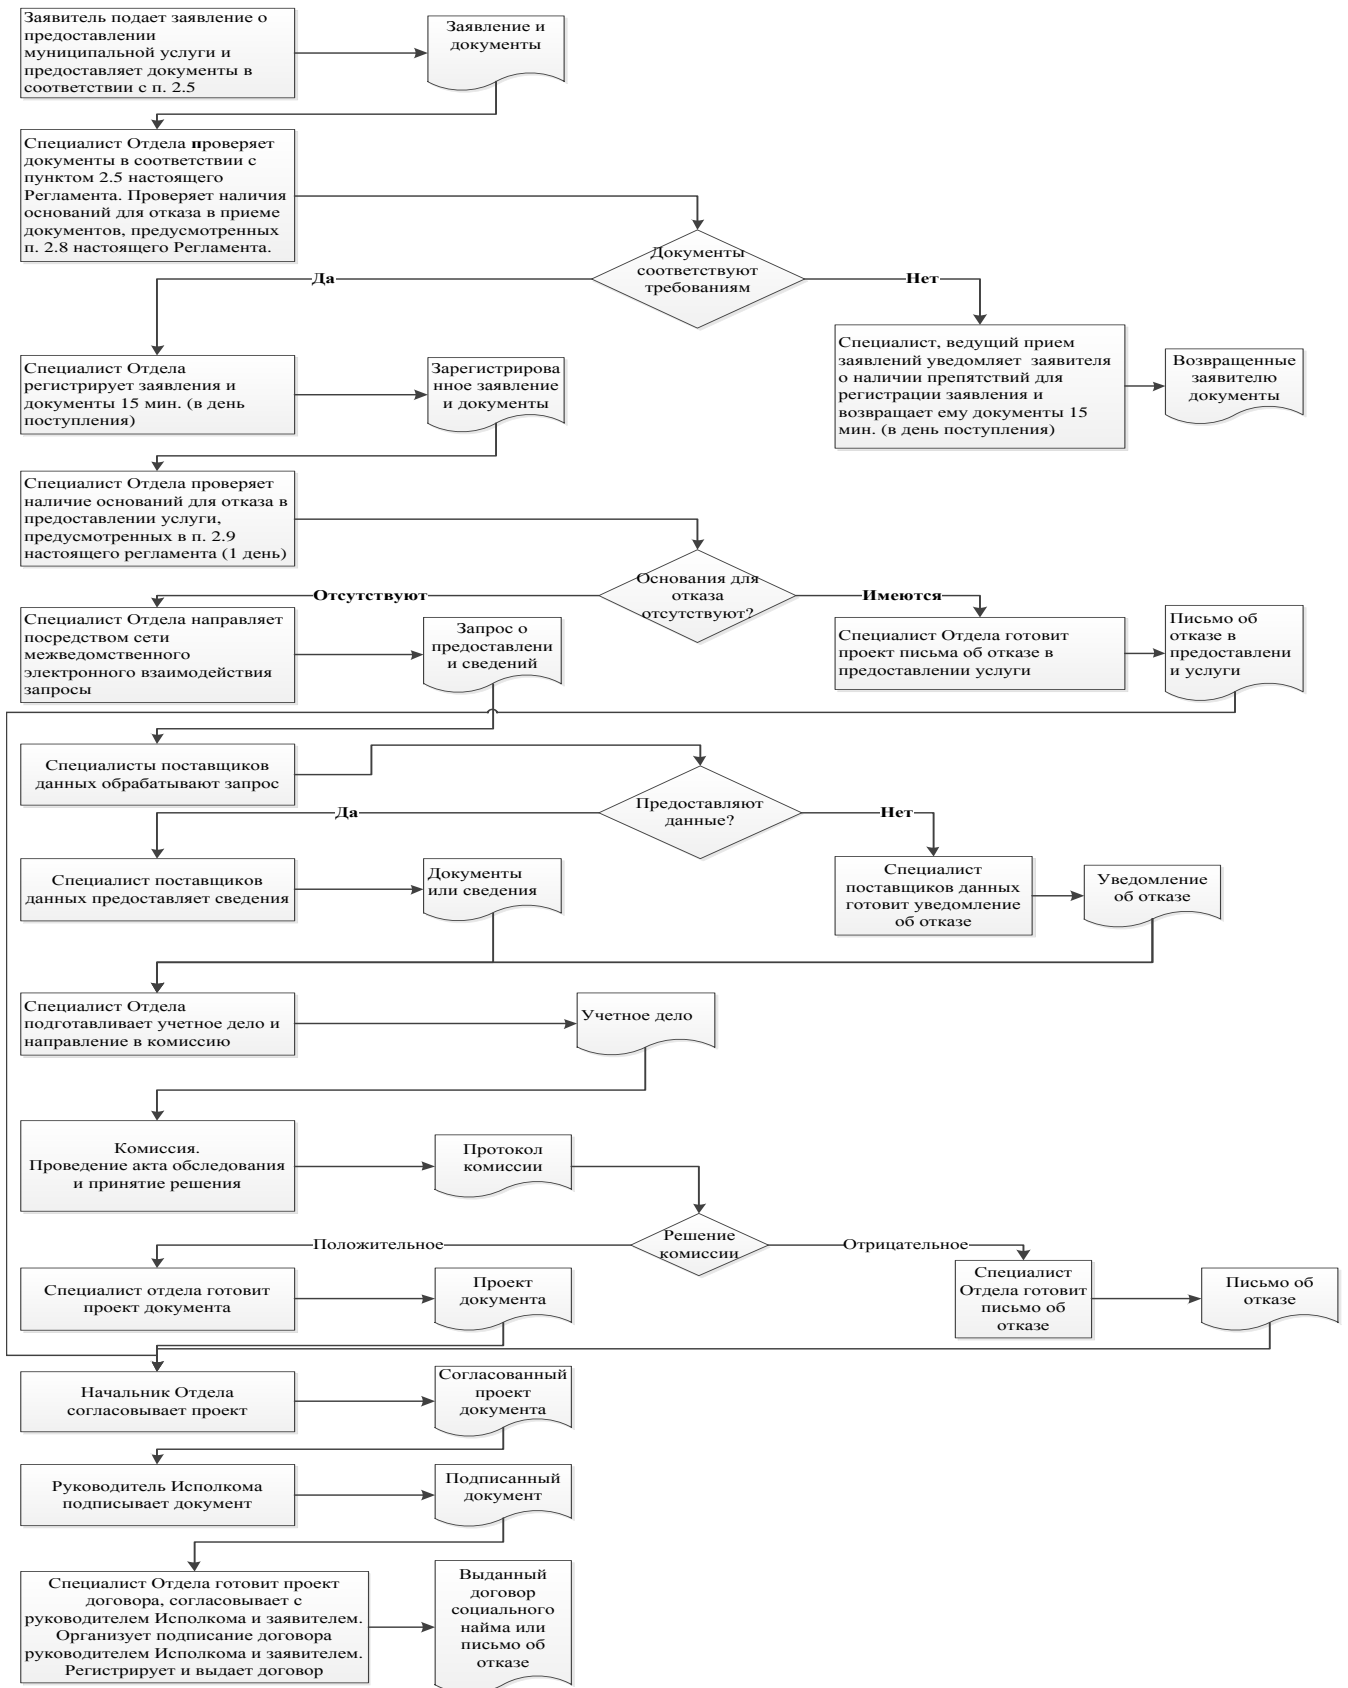 Заявитель подает заявление о
предоставлении
муниципальной услуги и
предоставляет документы в
соответствии с п. 2.5
Заявление и
документы
Специалист Отдела проверяет
документы в соответствии с
пунктом 2.5 настоящего
Регламента. Проверяет наличия
оснований для отказа в приеме
документов, предусмотренных
п. 2.8 настоящего Регламента.
Документы
соответствуют
требованиям
Да
Нет
Специалист Отдела
регистрирует заявления и
документы 15 мин. (в день
поступления)
Зарегистрирова
нное заявление
и документы
Специалист, ведущий прием
заявлений уведомляет заявителя
о наличии препятствий для
регистрации заявления и
возвращает ему документы 15
мин. (в день поступления)
Возвращенные
заявителю
документы
Специалист Отдела проверяет
наличие оснований для отказа в
предоставлении услуги,
предусмотренных в п. 2.9
настоящего регламента (1 день)
Основания для
отказа
отсутствуют?
Отсутствуют
Имеются
Специалист Отдела направляет
посредством сети
межведомственного
электронного взаимодействия
запросы
Запрос о
предоставлени
и сведений
Специалист Отдела готовит
проект письма об отказе в
предоставлении услуги
Письмо об
отказе в
предоставлени
и услуги
Специалисты поставщиков
данных обрабатывают запрос
Предоставляют
данные?
Да
Нет
Специалист поставщиков
данных предоставляет сведения
Документы
или сведения
Специалист
поставщиков данных
готовит уведомление
об отказе
Уведомление
об отказе
Специалист Отдела
подготавливает учетное дело и
направление в комиссию
Учетное дело
Комиссия.
Проведение акта обследования
и принятие решения
Протокол
комиссии
Решение
комиссии
Положительное
Отрицательное
Специалист отдела готовит
проект документа
Проект
документа
Специалист
Отдела готовит
письмо об
отказе
Письмо об
отказе
Начальник Отдела
согласовывает проект
Согласованный
проект
документа
Руководитель Исполкома
подписывает документ
Подписанный
документ
Специалист Отдела готовит проект
договора, согласовывает с
руководителем Исполкома и заявителем.
Организует подписание договора
руководителем Исполкома и заявителем.
Регистрирует и выдает договор
Выданный
договор
социального
найма или
письмо об
отказе